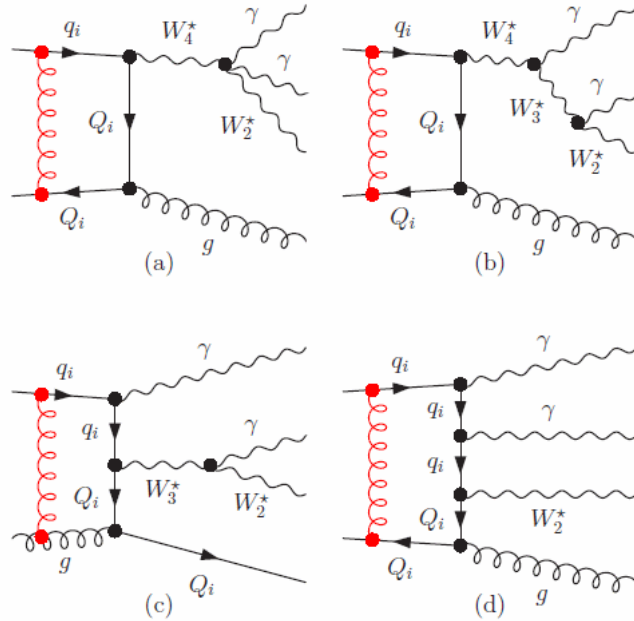 q_i W_4^⋆ γ
γ
Q_i
W_2^⋆
Q_i
g
(a)
q_i W_4^⋆ γ
γ
Q_i W_3^⋆
W_2^⋆
Q_i
g
(b)
γ
q_i
γ
q_i
Q_i W_3^⋆ W_2^⋆
g
Q_i
(c)
γ
q_i
q_i γ
q_i
W_2^⋆
Q_i
Q_i
g
(d)